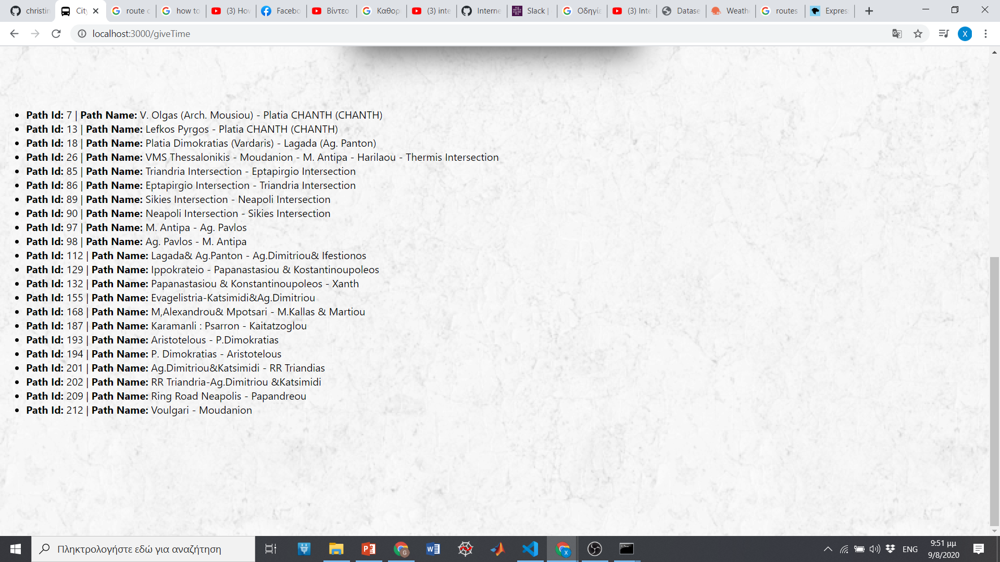 christin
City
route c
how to
(3) How
Facebo
Βίντεο
Καθορ
(3) inte
Interne
Slack |
Οδηγίε
(3) Inte
Datase
Weath
routes
Expres
localhost:3000/giveTime
X
Path Id: 7 | Path Name: V. Olgas (Arch. Mousiou) - Platia CHANTH (CHANTH)
Path Id: 13 | Path Name: Lefkos Pyrgos - Platia CHANTH (CHANTH)
Path Id: 18 | Path Name: Platia Dimokratias (Vardaris) - Lagada (Ag. Panton)
Path Id: 26 | Path Name: VMS Thessalonikis - Moudanion - M. Antipa - Harilaou - Thermis Intersection
Path Id: 85 | Path Name: Triandria Intersection - Eptapirgio Intersection
Path Id: 86 | Path Name: Eptapirgio Intersection - Triandria Intersection
Path Id: 89 | Path Name: Sikies Intersection - Neapoli Intersection
Path Id: 90 | Path Name: Neapoli Intersection - Sikies Intersection
Path Id: 97 | Path Name: M. Antipa - Ag. Pavlos
Path Id: 98 | Path Name: Ag. Pavlos - M. Antipa
Path Id: 112 | Path Name: Lagada& Ag.Panton - Ag.Dimitriou& Ifestionos
Path Id: 129 | Path Name: Ippokrateio - Papanastasiou & Kostantinoupoleos
Path Id: 132 | Path Name: Papanastasiou & Konstantinoupoleos - Xanth
Path Id: 155 | Path Name: Evagelistria-Katsimidi&Ag.Dimitriou
Path Id: 168 | Path Name: M,Alexandrou& Mpotsari - M.Kallas & Martiou
Path Id: 187 | Path Name: Karamanli : Psarron - Kaitatzoglou
Path Id: 193 | Path Name: Aristotelous - P.Dimokratias
Path Id: 194 | Path Name: P. Dimokratias - Aristotelous
Path Id: 201 | Path Name: Ag.Dimitriou&Katsimidi - RR Triandias
Path Id: 202 | Path Name: RR Triandria-Ag.Dimitriou &Katsimidi
Path Id: 209 | Path Name: Ring Road Neapolis - Papandreou
Path Id: 212 | Path Name: Voulgari - Moudanion
Πληκτρολογήστε εδώ για αναζήτηση
ENG
9:51 μμ
9/8/2020